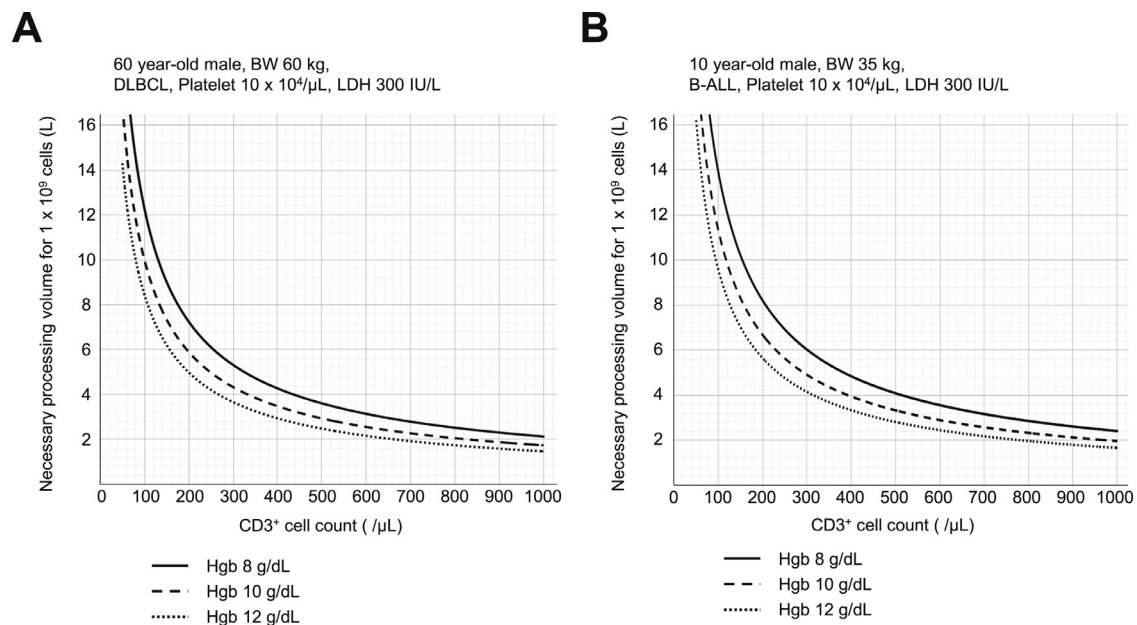 A
60 year-old male, BW 60 kg,
DLBCL, Platelet 10 x 10⁴/μL, LDH 300 IU/L
Necessary processing volume for 1 x 10⁹ cells (L)
16
14
12
10
8
6
4
2
0 100 200 300 400 500 600 700 800 900 1000
CD3⁺ cell count ( /μL)
Hgb 8 g/dL
Hgb 10 g/dL
Hgb 12 g/dL
B
10 year-old male, BW 35 kg,
B-ALL, Platelet 10 x 10⁴/μL, LDH 300 IU/L
Necessary processing volume for 1 x 10⁹ cells (L)
16
14
12
10
8
6
4
2
0 100 200 300 400 500 600 700 800 900 1000
CD3⁺ cell count ( /μL)
Hgb 8 g/dL
Hgb 10 g/dL
Hgb 12 g/dL